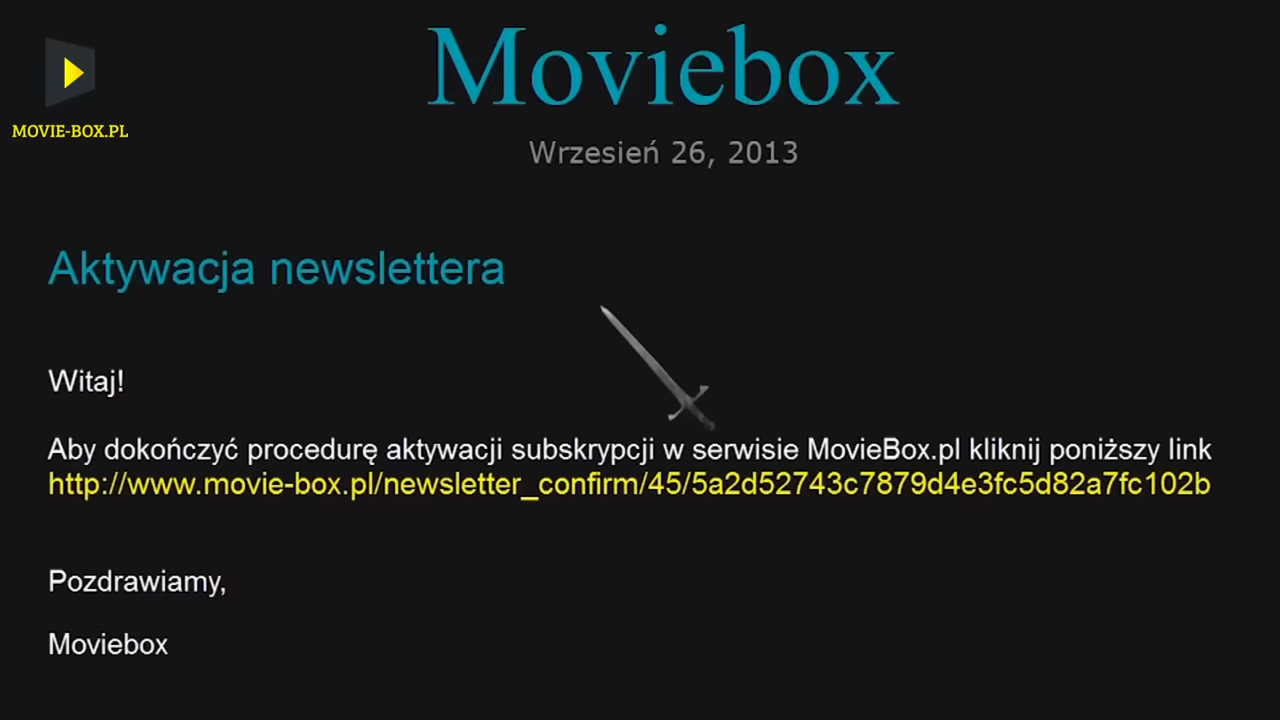 MOVIE-BOX.PL
Moviebox
Wrzesień 26, 2013
Aktywacja newslettera
Witaj!
Aby dokończyć procedurę aktywacji subskrypcji w serwisie MovieBox.pl kliknij poniższy link
http://www.movie-box.pl/newsletter_confirm/45/5a2d52743c7879d4e3fc5d82a7fc102b
Pozdrawiamy,
Moviebox